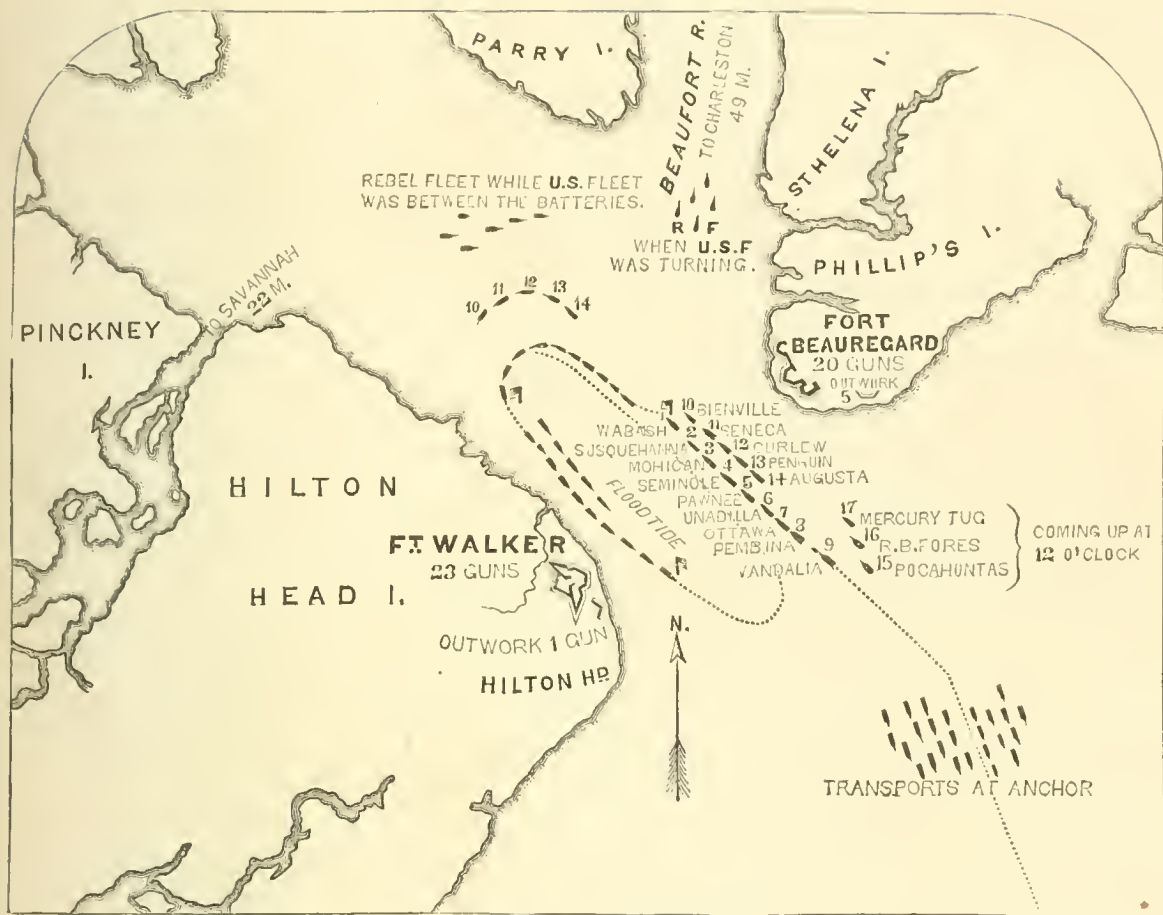 PARRY I.
BEAUFORT R.
TO CHARLESTON
49 M.
ST HELENA I.
REBEL FLEET WHILE U.S. FLEET
WAS BETWEEN THE BATTERIES.
R F
WHEN U.S.F
WAS TURNING.
PHILLIP'S I.
TO SAVANNAH
22 M.
PINCKNEY
I.
10 11 12 13 14
FORT
BEAUREGARD
20 GUNS
OUTWORK
5
1 10 BIENVILLE
WABASH 2 11 SENECA
SUSQUEHANNA 3 12 CURLEW
MOHICAN 4 13 PENGUIN
SEMINOLE 5 14 AUGUSTA
PAWNEE 6
UNADILLA 7
OTTAWA 8
PEMBINA 9
VANDALIA
17 MERCURY TUG
16 R.B.FORES
15 POCAHONTAS
COMING UP AT
12 O'CLOCK
FLOOD TIDE
HILTON
HEAD I.
FT. WALKER
23 GUNS
OUTWORK 1 GUN
HILTON HD.
N.
TRANSPORTS AT ANCHOR